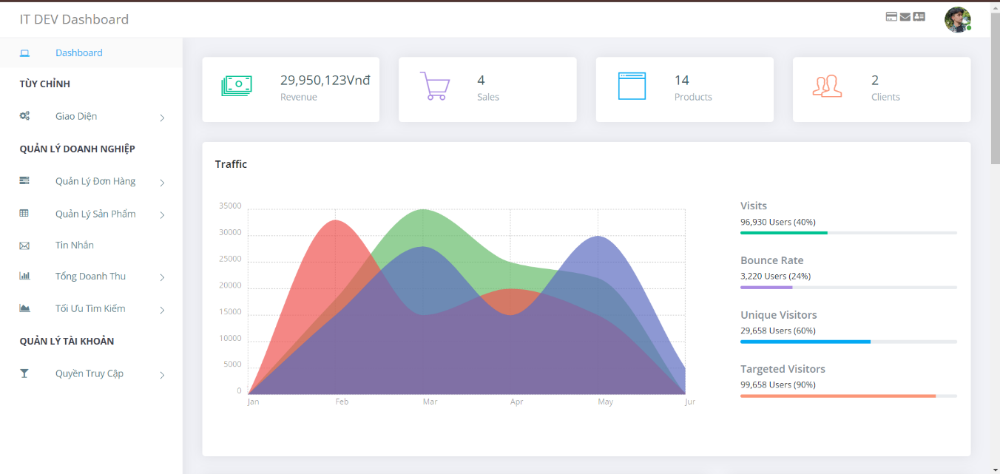 IT DEV Dashboard
Dashboard
TÙY CHỈNH
Giao Diện
QUẢN LÝ DOANH NGHIỆP
Quản Lý Đơn Hàng
Quản Lý Sản Phẩm
Tin Nhắn
Tổng Doanh Thu
Tối Ưu Tìm Kiếm
QUẢN LÝ TÀI KHOẢN
Quyền Truy Cập
29,950,123Vnđ
Revenue
4
Sales
14
Products
2
Clients
Traffic
35000
30000
25000
20000
15000
10000
5000
0
Jan Feb Mar Apr May Jur
Visits
96,930 Users (40%)
Bounce Rate
3,220 Users (24%)
Unique Visitors
29,658 Users (60%)
Targeted Visitors
99,658 Users (90%)